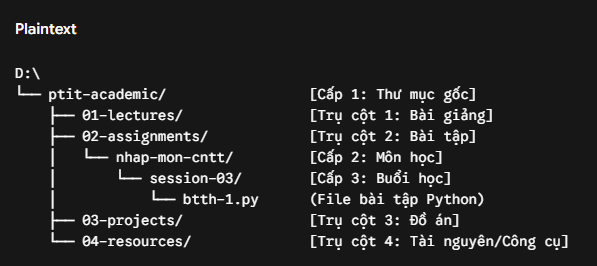 Plaintext
D:\
└── ptit-academic/ [Cấp 1: Thư mục gốc]
    ├── 01-lectures/ [Trụ cột 1: Bài giảng]
    ├── 02-assignments/ [Trụ cột 2: Bài tập]
    │   └── nhap-mon-cntt/ [Cấp 2: Môn học]
    │       └── session-03/ [Cấp 3: Buổi học]
    │           └── btth-1.py (File bài tập Python)
    ├── 03-projects/ [Trụ cột 3: Đồ án]
    └── 04-resources/ [Trụ cột 4: Tài nguyên/Công cụ]